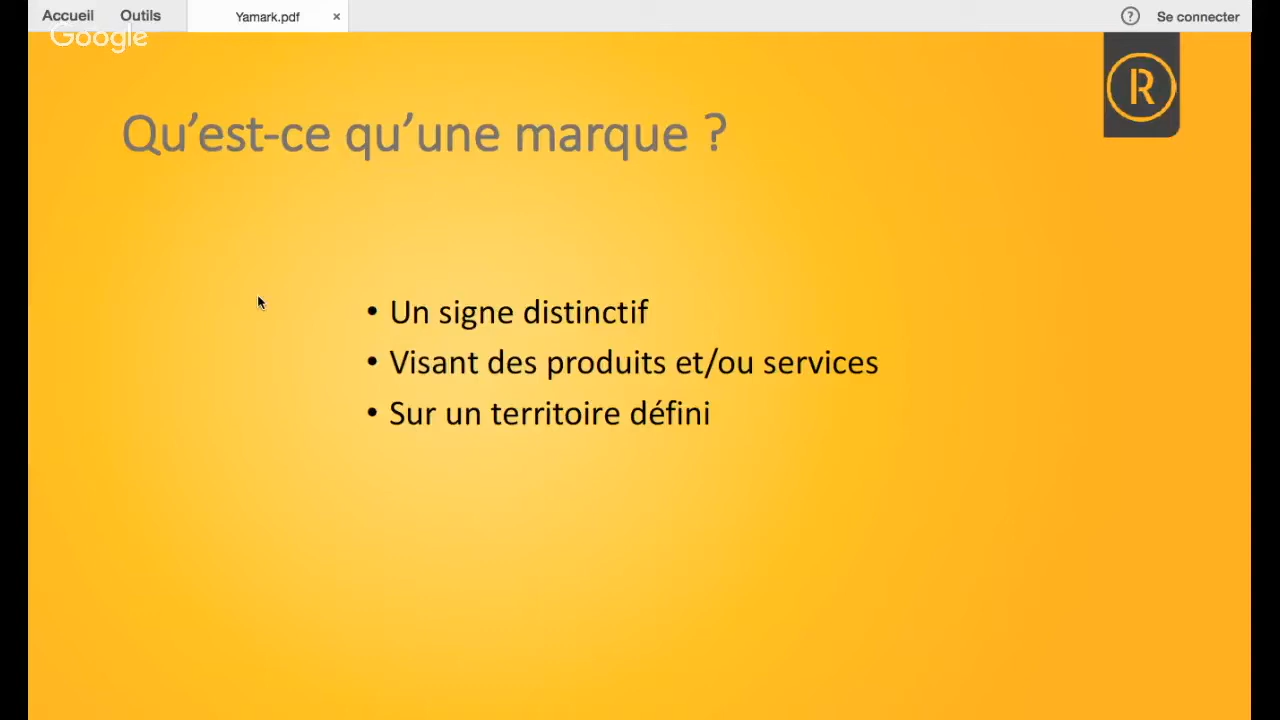 Accueil Outils Yamark.pdf × ? Se connecter
Google
R
Qu’est-ce qu’une marque ?
• Un signe distinctif
• Visant des produits et/ou services
• Sur un territoire défini